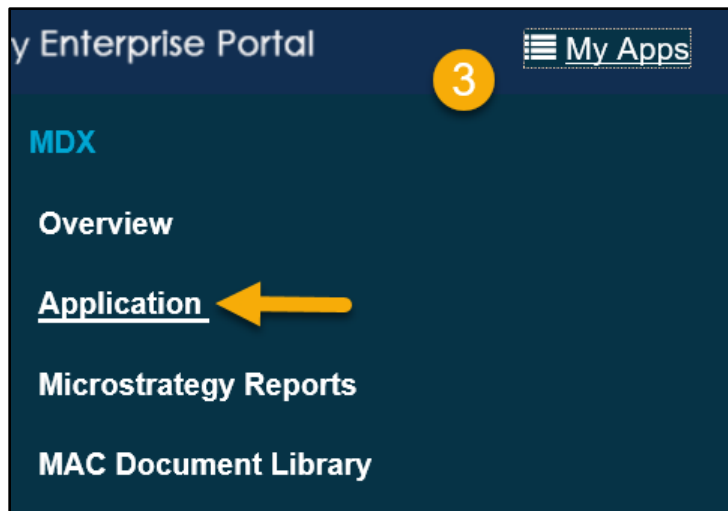 y Enterprise Portal
My Apps
3
MDX
Overview
Application
Microstrategy Reports
MAC Document Library